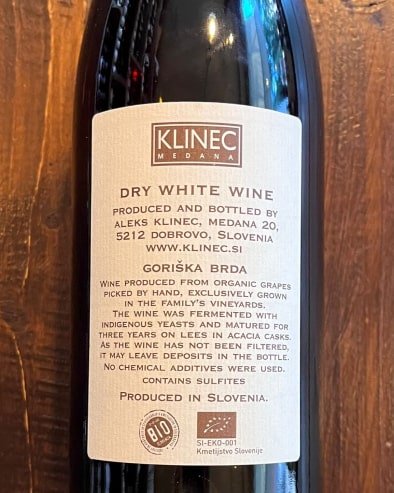 KLINEC
MEDANA
DRY WHITE WINE
PRODUCED AND BOTTLED BY
ALEKS KLINEC, MEDANA 20,
5212 DOBROVO, SLOVENIA
WWW.KLINEC.SI
GORIŠKA BRDA
WINE PRODUCED FROM ORGANIC GRAPES
PICKED BY HAND, EXCLUSIVELY GROWN
IN THE FAMILY'S VINEYARDS.
THE WINE WAS FERMENTED WITH
INDIGENOUS YEASTS AND MATURED FOR
THREE YEARS ON LEES IN ACACIA CASKS.
AS THE WINE HAS NOT BEEN FILTERED,
IT MAY LEAVE DEPOSITS IN THE BOTTLE.
NO CHEMICAL ADDITIVES WERE USED.
CONTAINS SULFITES
PRODUCED IN SLOVENIA.
BIO
SI-EKO-001
Kmetijstvo Slovenije